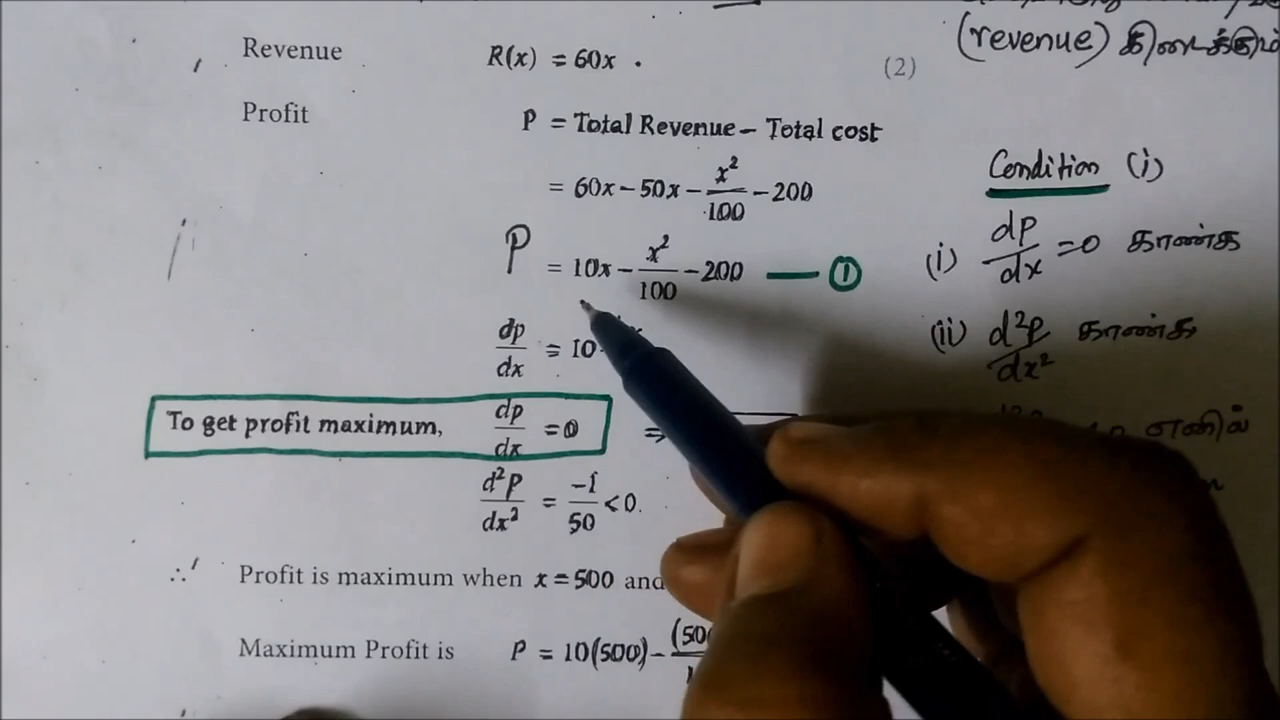 (revenue) கிடைக்கும்
Revenue R(x) = 60x . (2)
Profit P = Total Revenue – Total cost
= 60x – 50x – x²/100 – 200
Condition (i)
P = 10x – x²/100 – 200 — ①
(i) dp/dx = 0 காண்க
dp/dx = 10
(ii) d²p/dx² காண்க
To get profit maximum, dp/dx = 0 ⇒
எனில்
d²P/dx² = -1/50 < 0.
∴ Profit is maximum when x = 500 and
Maximum Profit is P = 10(500) –